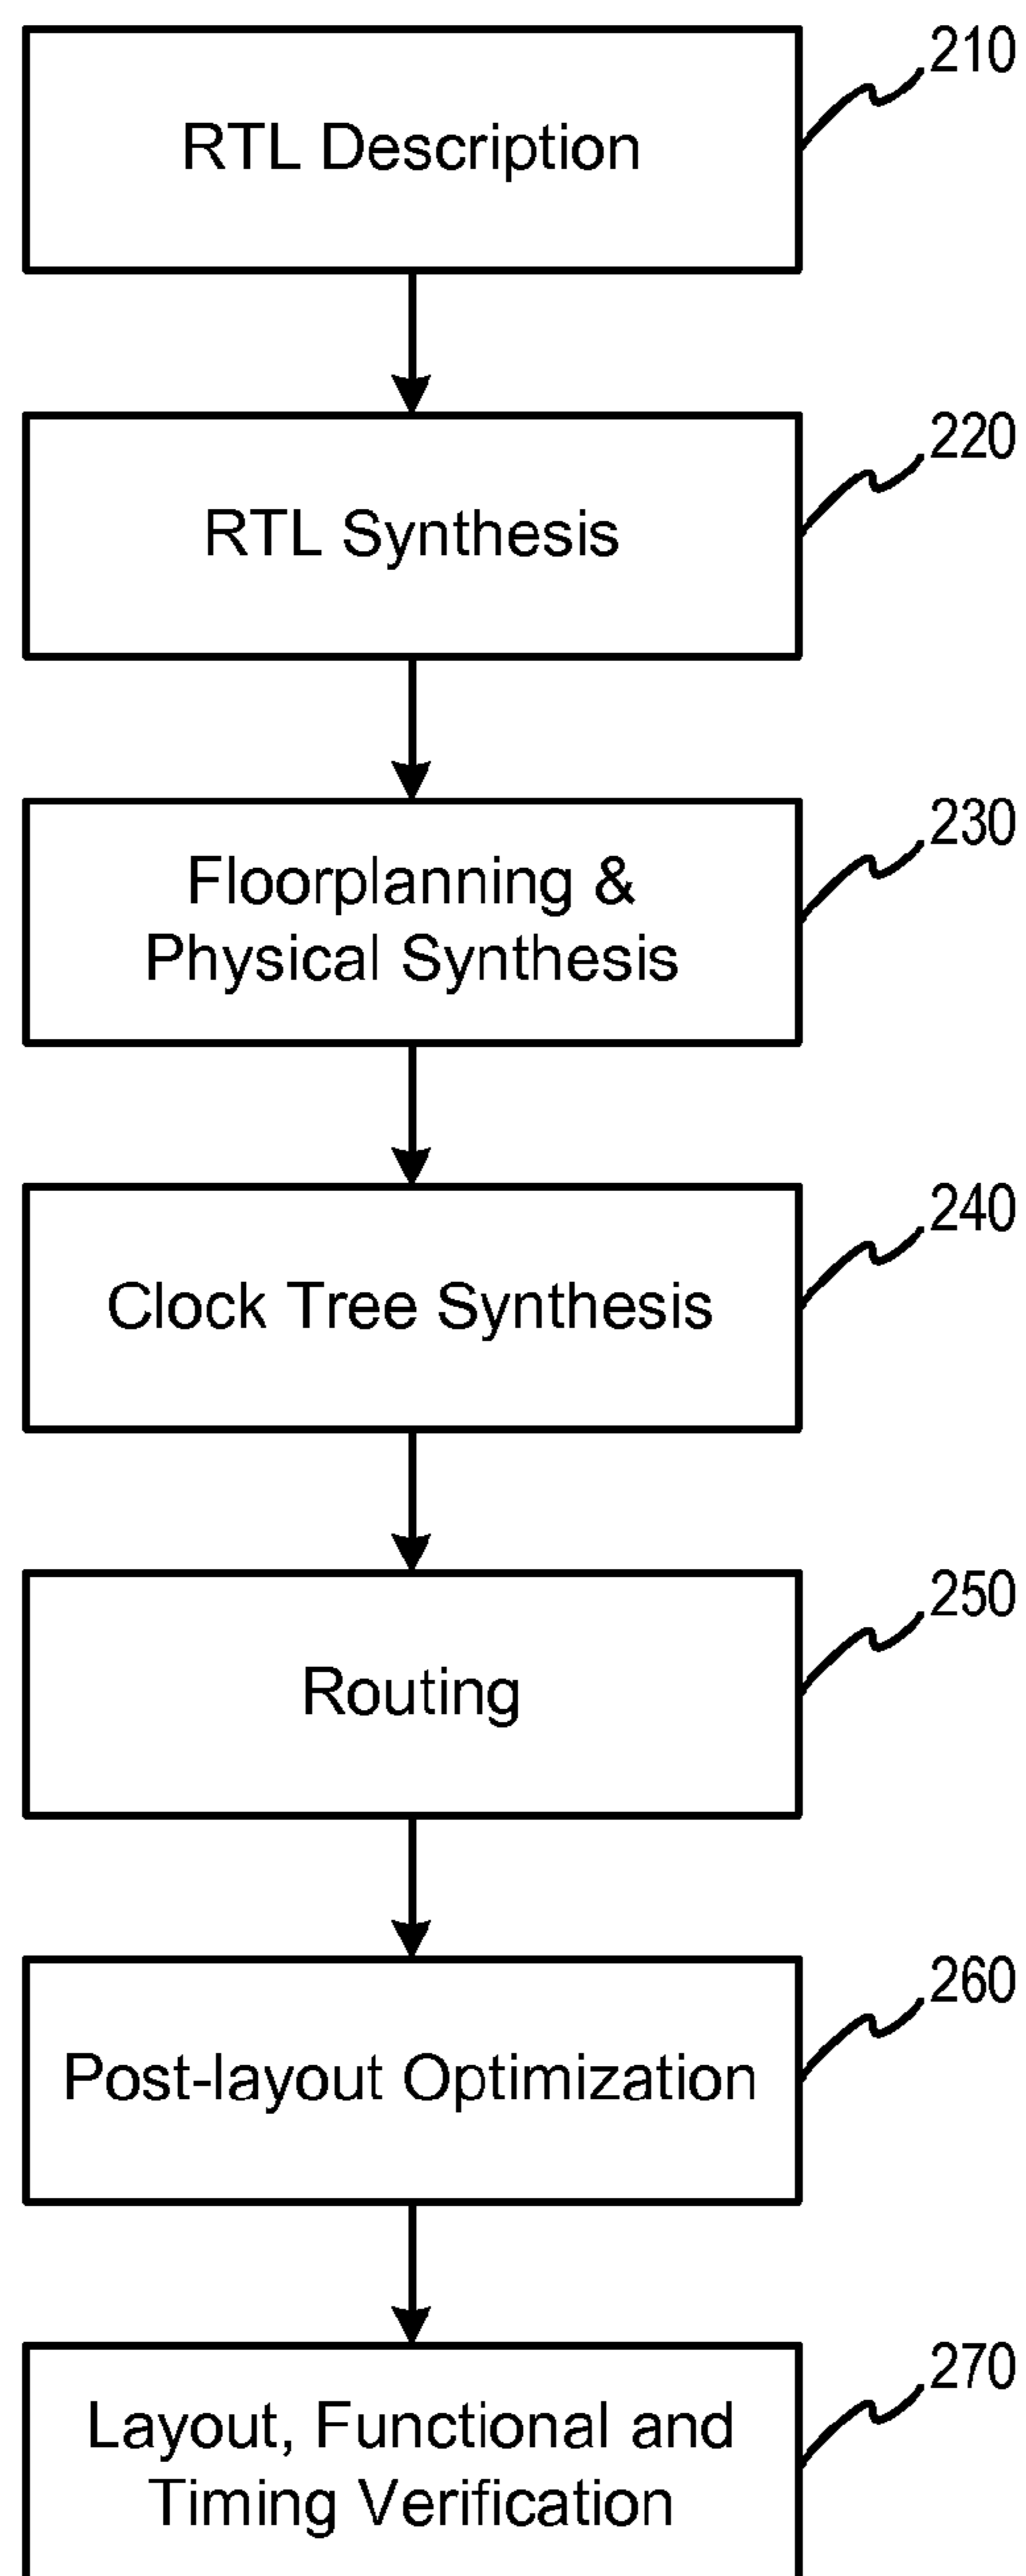 210
RTL Description
220
RTL Synthesis
230
Floorplanning &
Physical Synthesis
240
Clock Tree Synthesis
250
Routing
260
Post-layout Optimization
270
Layout, Functional and
Timing Verification